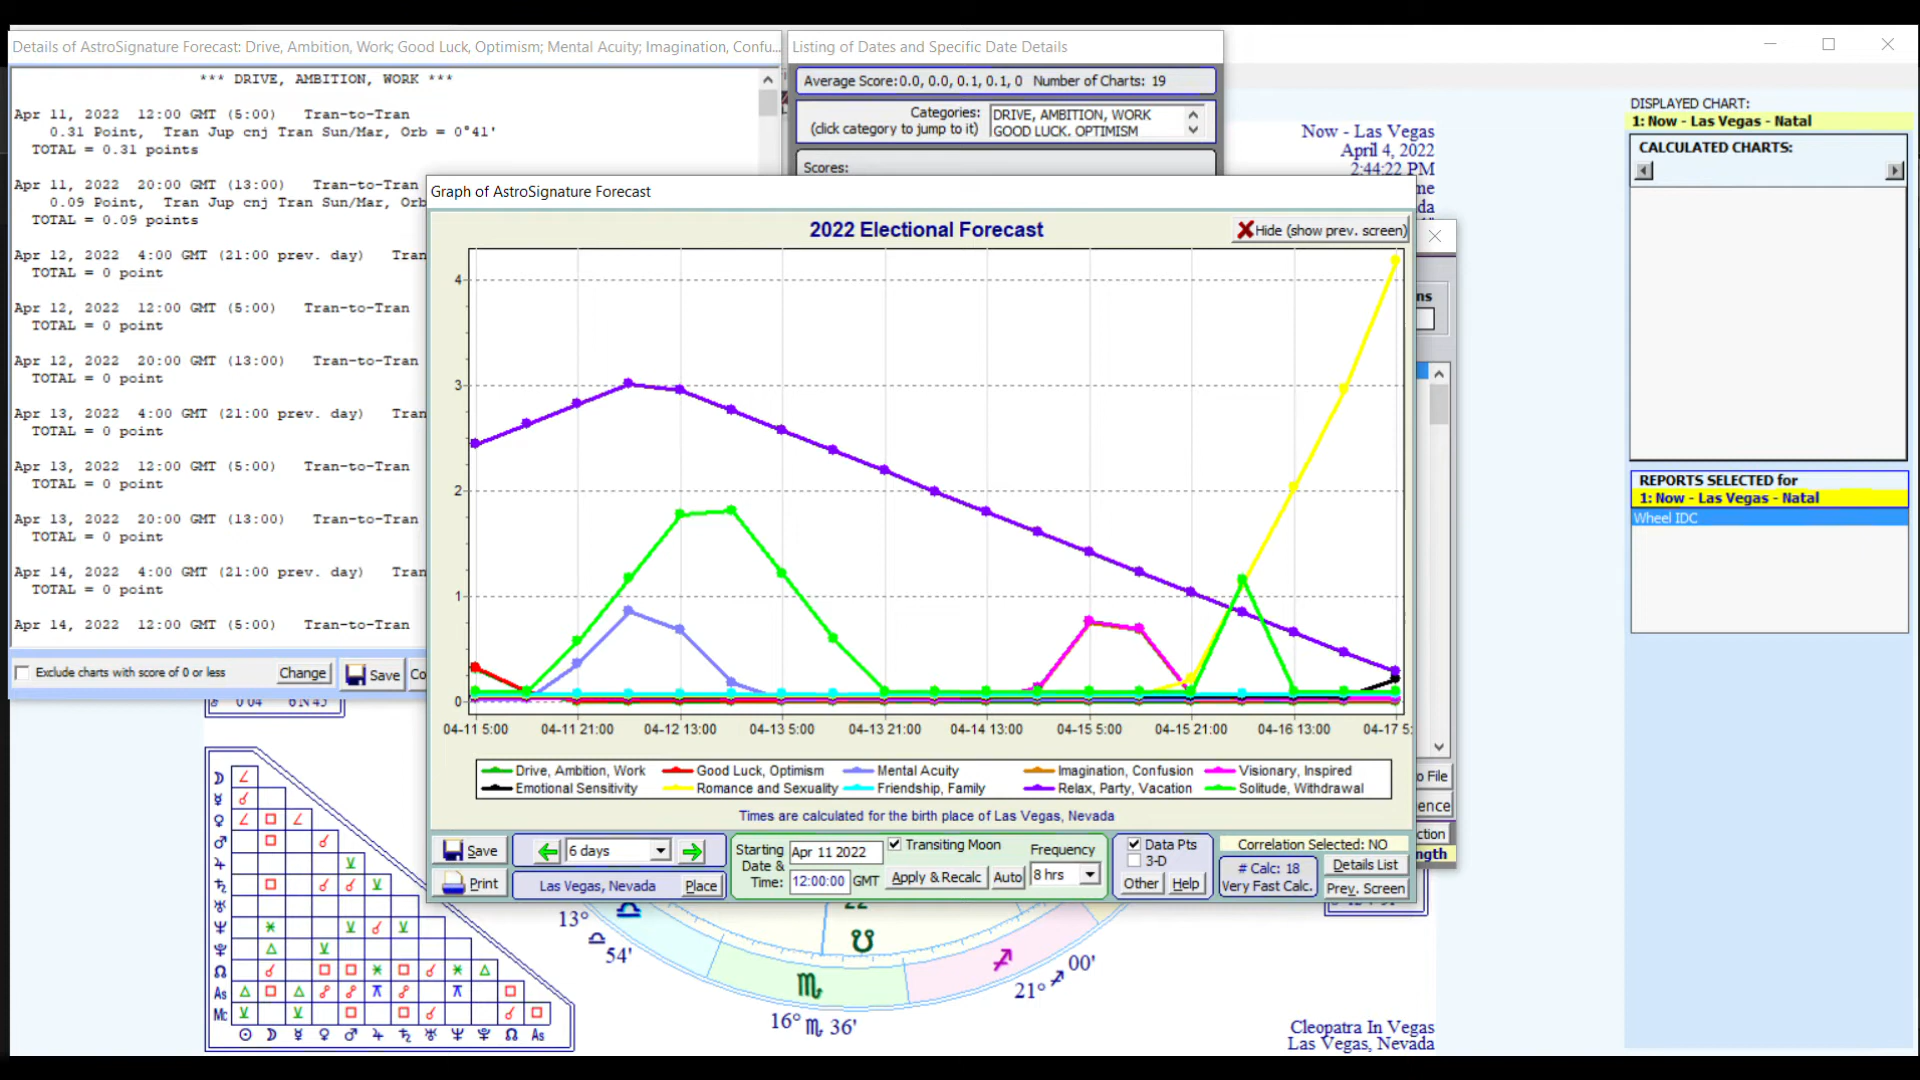 Details of AstroSignature Forecast: Drive, Ambition, Work; Good Luck, Optimism; Mental Acuity; Imagination, Confu...
*** DRIVE, AMBITION, WORK ***
Apr 11, 2022 12:00 GMT (5:00) Tran-to-Tran
0.31 Point, Tran Jup cnj Tran Sun/Mar, Orb = 0°41'
TOTAL = 0.31 points
Apr 11, 2022 20:00 GMT (13:00) Tran-to-Tran
0.09 Point, Tran Jup cnj Tran Sun/Mar, Orb
TOTAL = 0.09 points
Apr 12, 2022 4:00 GMT (21:00 prev. day) Tran
TOTAL = 0 point
Apr 12, 2022 12:00 GMT (5:00) Tran-to-Tran
TOTAL = 0 point
Apr 12, 2022 20:00 GMT (13:00) Tran-to-Tran
TOTAL = 0 point
Apr 13, 2022 4:00 GMT (21:00 prev. day) Tran
TOTAL = 0 point
Apr 13, 2022 12:00 GMT (5:00) Tran-to-Tran
TOTAL = 0 point
Apr 13, 2022 20:00 GMT (13:00) Tran-to-Tran
TOTAL = 0 point
Apr 14, 2022 4:00 GMT (21:00 prev. day) Tran
TOTAL = 0 point
Apr 14, 2022 12:00 GMT (5:00) Tran-to-Tran
Exclude charts with score of 0 or less
Change
Save
Co
Listing of Dates and Specific Date Details
Average Score:0.0, 0.0, 0.1, 0.1, 0 Number of Charts: 19
Categories:
(click category to jump to it)
DRIVE, AMBITION, WORK
GOOD LUCK, OPTIMISM
Scores:
Now - Las Vegas
April 4, 2022
2:44:22 PM
me
da
ns
o File
ence
ction
ngth
DISPLAYED CHART:
1: Now - Las Vegas - Natal
CALCULATED CHARTS:
REPORTS SELECTED for
1: Now - Las Vegas - Natal
Wheel IDC
Graph of AstroSignature Forecast
2022 Electional Forecast
Hide (show prev. screen)
4
3
2
1
0
04-11 5:00 04-11 21:00 04-12 13:00 04-13 5:00 04-13 21:00 04-14 13:00 04-15 5:00 04-15 21:00 04-16 13:00 04-17 5:
Drive, Ambition, Work Good Luck, Optimism Mental Acuity Imagination, Confusion Visionary, Inspired
Emotional Sensitivity Romance and Sexuality Friendship, Family Relax, Party, Vacation Solitude, Withdrawal
Times are calculated for the birth place of Las Vegas, Nevada
Save
Print
6 days
Las Vegas, Nevada
Place
Starting
Date &
Time:
Apr 11 2022
12:00:00 GMT
Transiting Moon
Apply & Recalc
Auto
Frequency
8 hrs
Data Pts
3-D
Other
Help
Correlation Selected: NO
# Calc: 18
Very Fast Calc.
Details List
Prev. Screen
As
Mc
As
13°
♎
54'
♏
16° ♏ 36'
22
♐
21° ♐ 00'
Cleopatra In Vegas
Las Vegas, Nevada